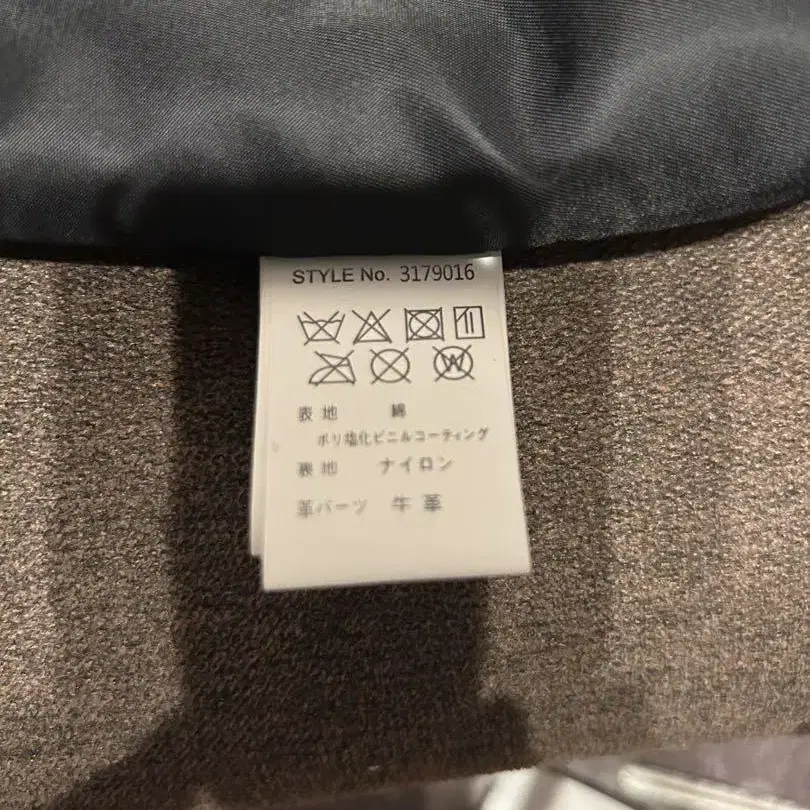 STYLE No. 3179016
表地 綿
ポリ塩化ビニルコーティング
裏地 ナイロン
革パーツ 牛革